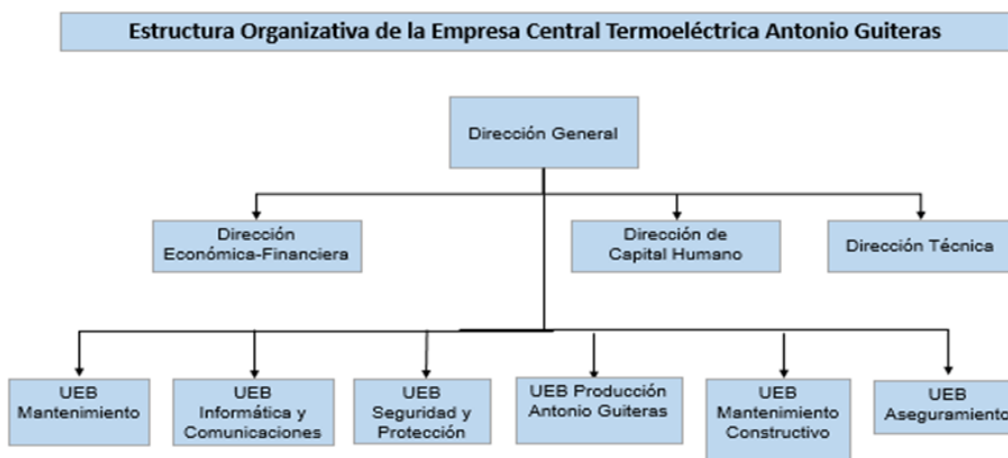 Estructura Organizativa de la Empresa Central Termoeléctrica Antonio Guiteras
Dirección General
Dirección
Económica-Financiera
Dirección de
Capital Humano
Dirección Técnica
UEB
Mantenimiento
UEB
Informática y
Comunicaciones
UEB
Seguridad y
Protección
UEB Producción
Antonio Guiteras
UEB
Mantenimiento
Constructivo
UEB
Aseguramiento